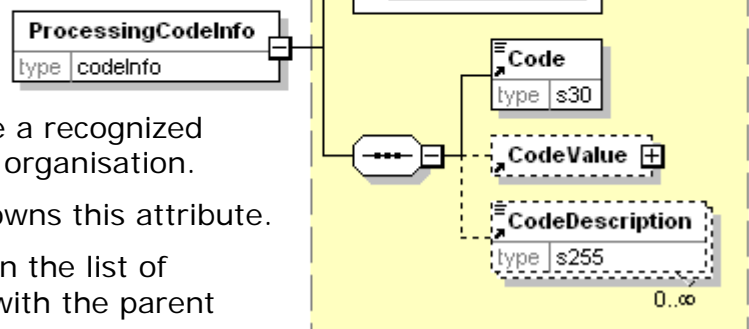 ProcessingCodeInfo
type codeInfo
e a recognized
organisation.
owns this attribute.
n the list of
with the parent
Code
type s30
CodeValue
CodeDescription
type s255
0..∞